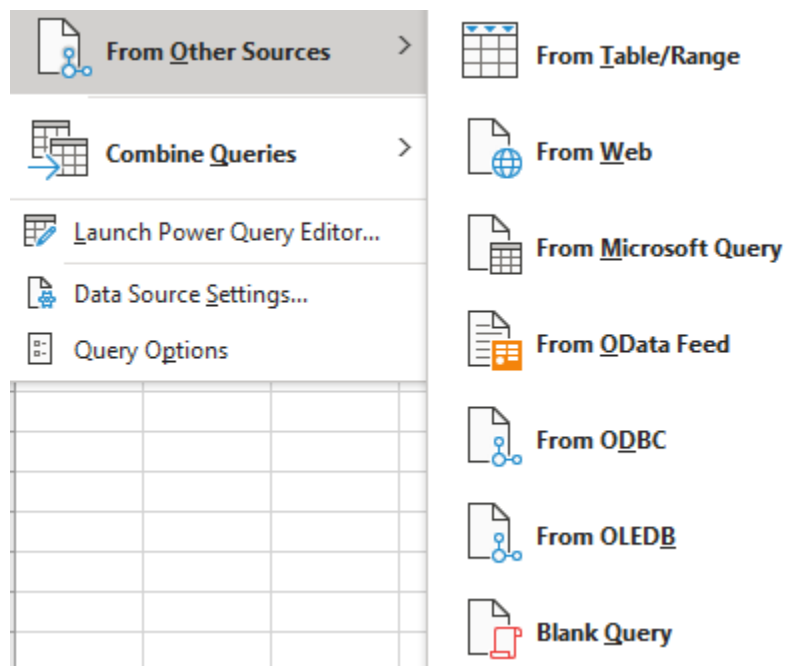 From Other Sources
Combine Queries
Launch Power Query Editor...
Data Source Settings...
Query Options
From Table/Range
From Web
From Microsoft Query
From OData Feed
From ODBC
From OLEDB
Blank Query